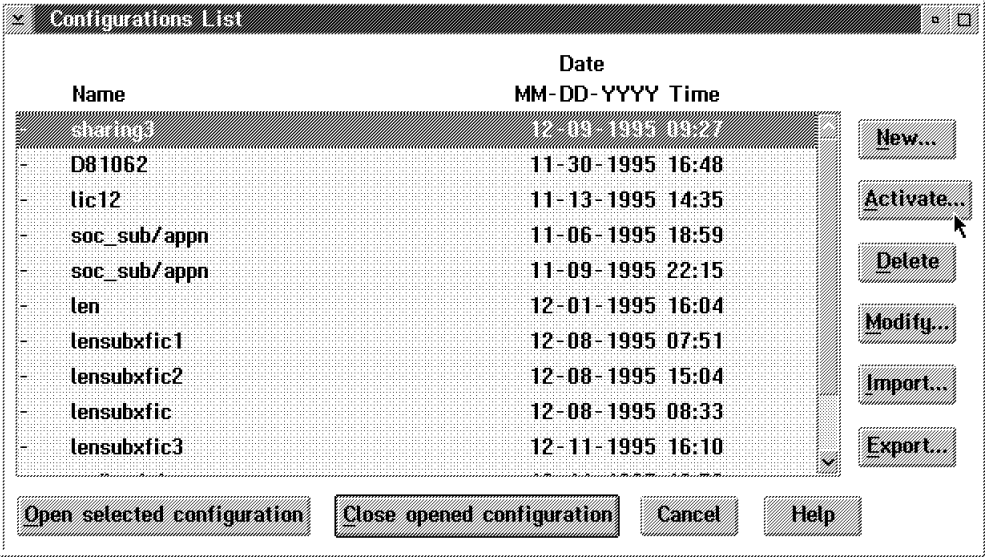 Configurations List
Date
Name MM-DD-YYYY Time
- sharing3 12-09-1995 09:27
- D81062 11-30-1995 16:48
- lic12 11-13-1995 14:35
- soc_sub/appn 11-06-1995 18:59
- soc_sub/appn 11-09-1995 22:15
- len 12-01-1995 16:04
- lensubxfic1 12-08-1995 07:51
- lensubxfic2 12-08-1995 15:04
- lensubxfic 12-08-1995 08:33
- lensubxfic3 12-11-1995 16:10
New...
Activate...
Delete
Modify...
Import...
Export...
Open selected configuration Close opened configuration Cancel Help